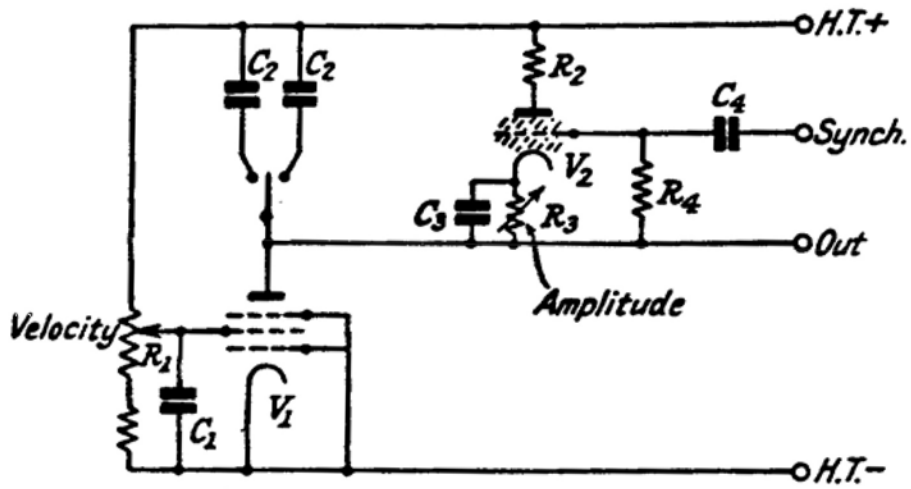 H.T.+
C2
C2
R2
C4
Synch.
V2
R4
C3
R3
Out
Amplitude
Velocity
R1
V1
C1
H.T.-